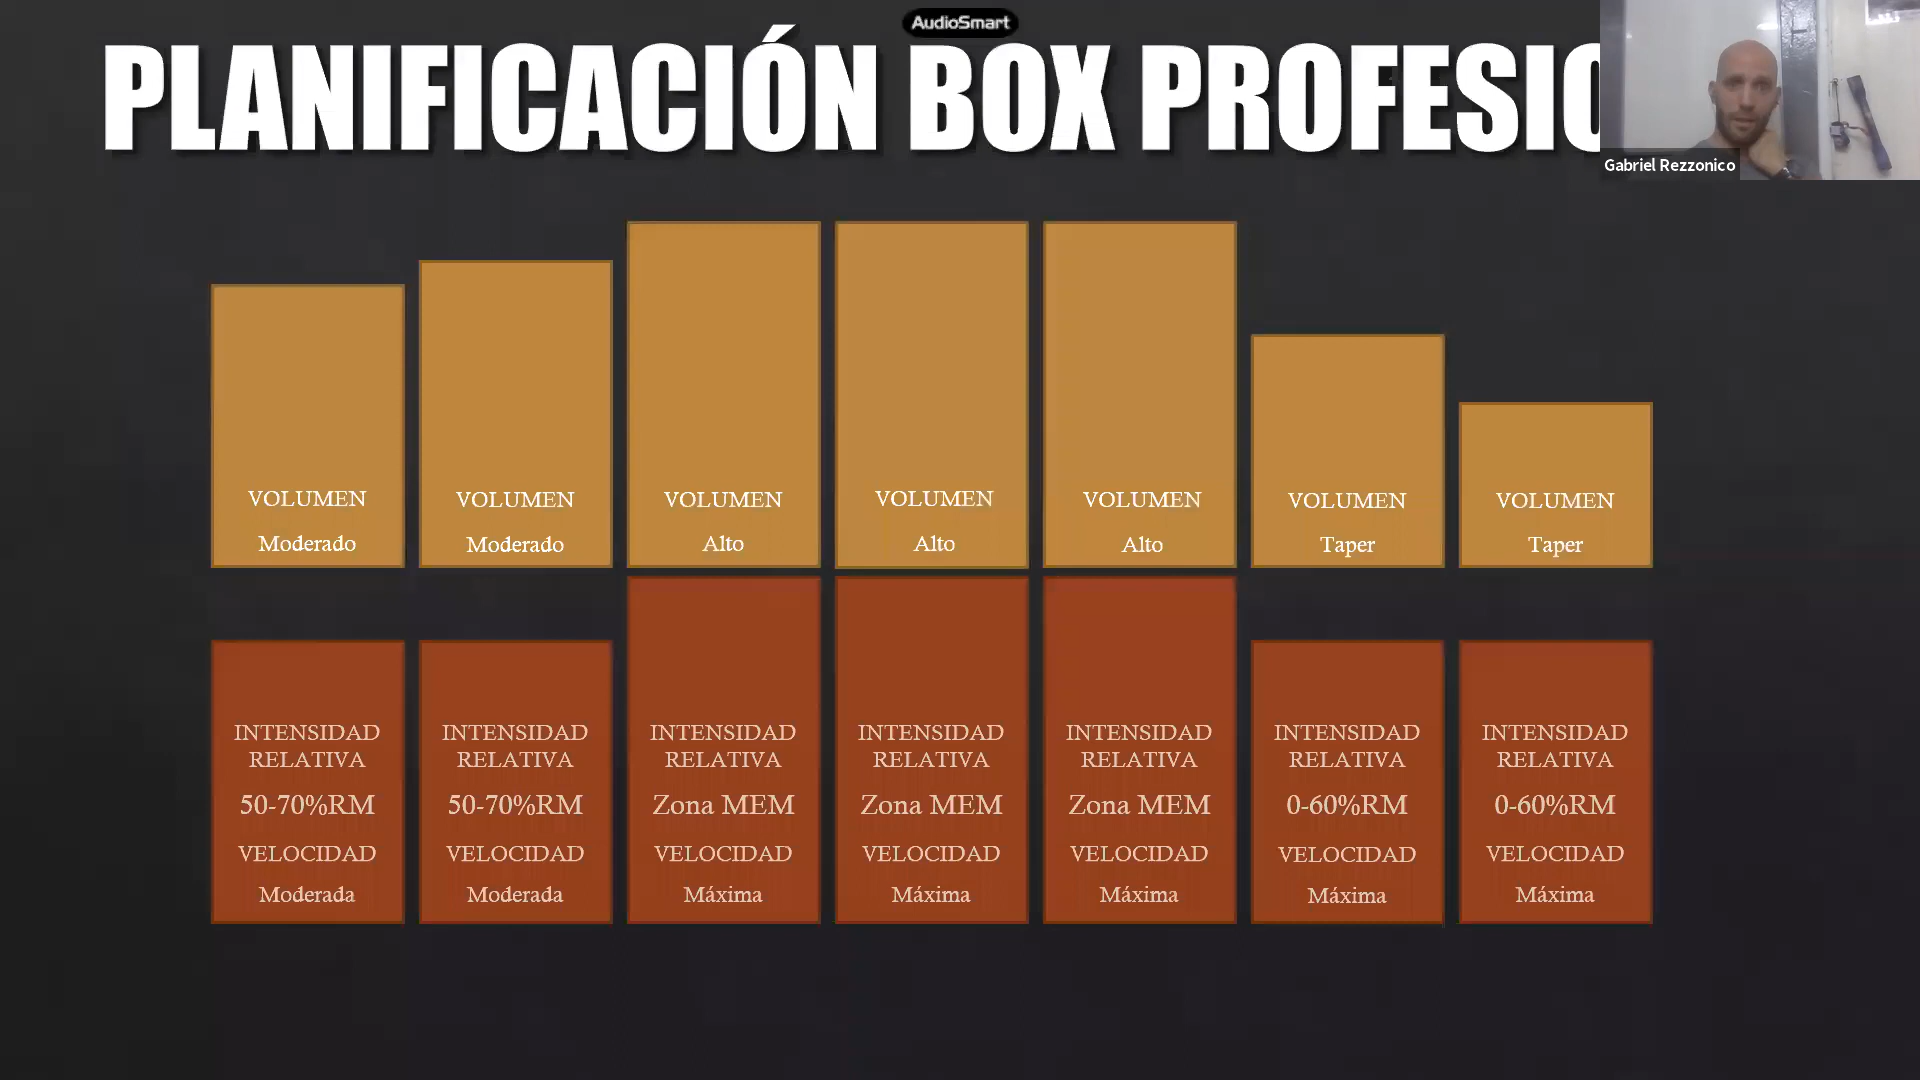 AudioSmart
PLANIFICACIÓN BOX PROFESIO
Gabriel Rezzonico
VOLUMEN
Moderado
VOLUMEN
Moderado
VOLUMEN
Alto
VOLUMEN
Alto
VOLUMEN
Alto
VOLUMEN
Taper
VOLUMEN
Taper
INTENSIDAD
RELATIVA
50-70%RM
VELOCIDAD
Moderada
INTENSIDAD
RELATIVA
50-70%RM
VELOCIDAD
Moderada
INTENSIDAD
RELATIVA
Zona MEM
VELOCIDAD
Máxima
INTENSIDAD
RELATIVA
Zona MEM
VELOCIDAD
Máxima
INTENSIDAD
RELATIVA
Zona MEM
VELOCIDAD
Máxima
INTENSIDAD
RELATIVA
0-60%RM
VELOCIDAD
Máxima
INTENSIDAD
RELATIVA
0-60%RM
VELOCIDAD
Máxima